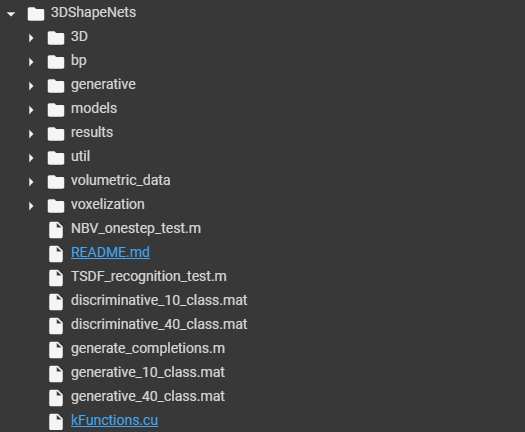 3DShapeNets
3D
bp
generative
models
results
util
volumetric_data
voxelization
NBV_onestep_test.m
README.md
TSDF_recognition_test.m
discriminative_10_class.mat
discriminative_40_class.mat
generate_completions.m
generative_10_class.mat
generative_40_class.mat
kFunctions.cu